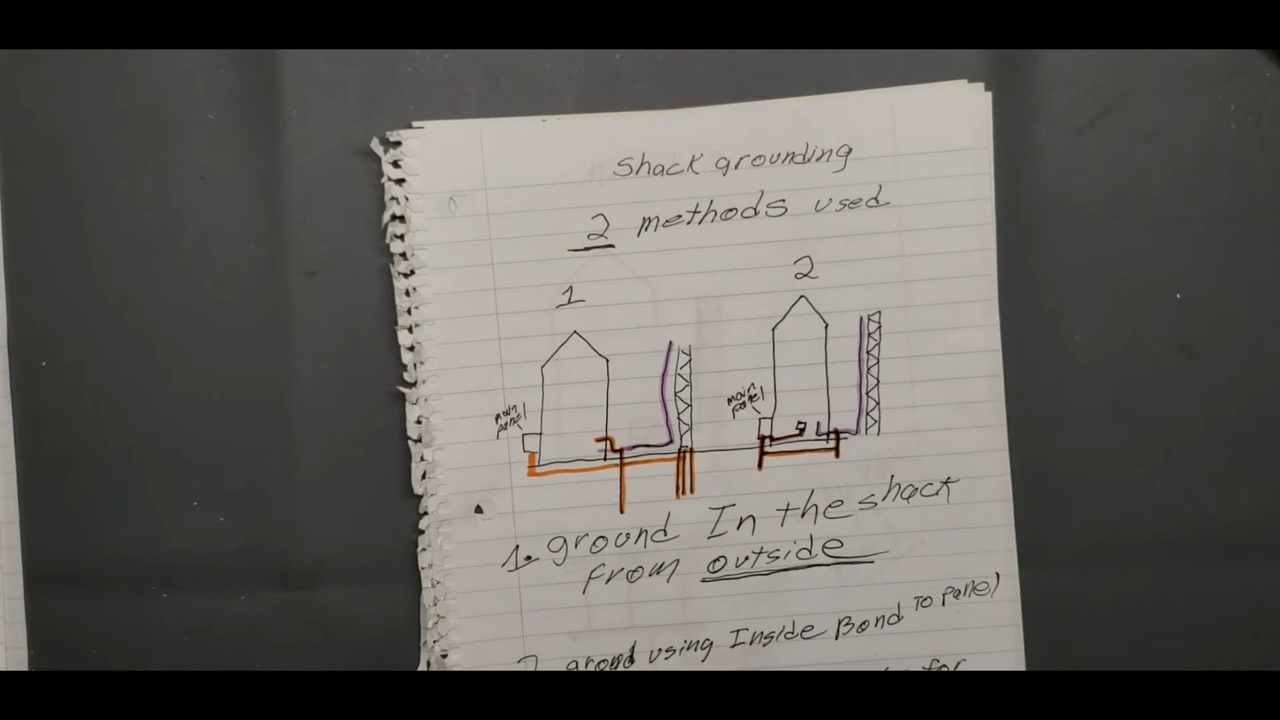 Shack grounding
2 methods used
1
2
main panel
main panel
1. ground In the shack
from outside
ground using Inside Bond To panel
for